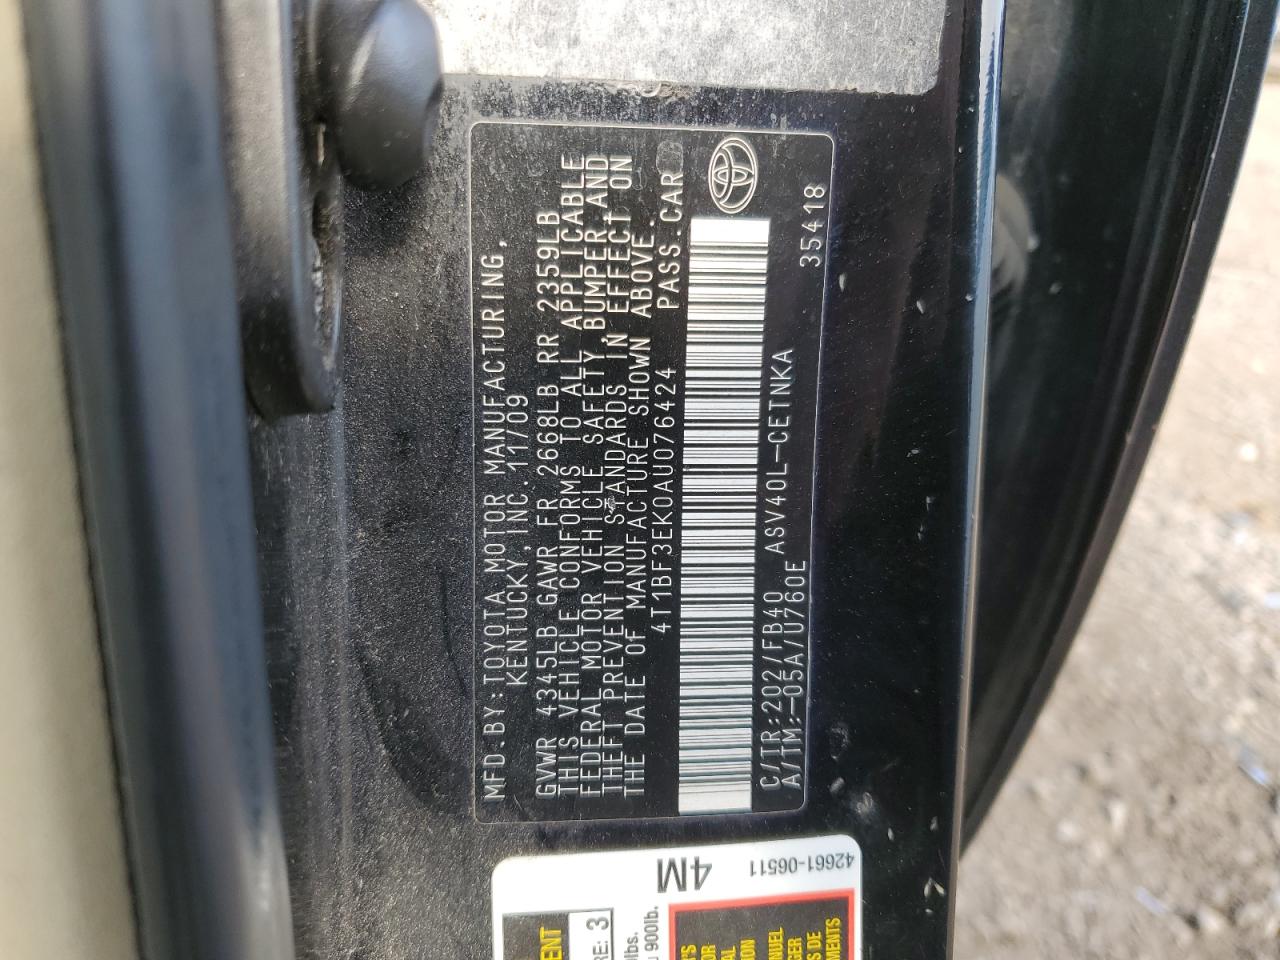 MFD.BY:TOYOTA MOTOR MANUFACTURING,
KENTUCKY,INC. 11/09
GVWR 4345LB GAWR FR 2668LB RR 2359LB
THIS VEHICLE CONFORMS TO ALL APPLICABLE
FEDERAL MOTOR VEHICLE SAFETY,BUMPER,AND
THEFT PREVENTION STANDARDS IN EFFECT ON
THE DATE OF MANUFACTURE SHOWN ABOVE.
4T1BF3EK0AU076424 PASS.CAR
C/TR:202/FB40 ASV40L-CETNKA
A/TM:-05A/U760E 35418
4M
42661-06511
3
900lb.